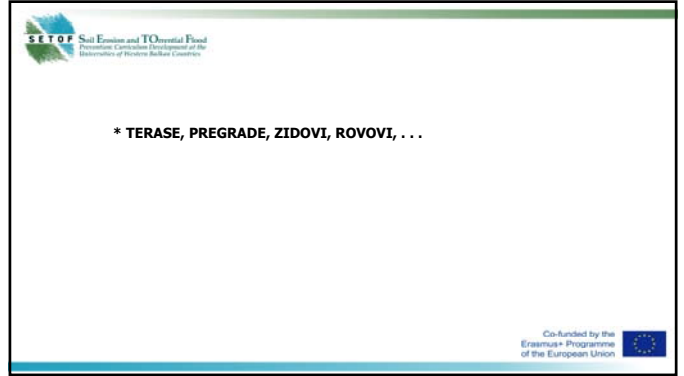 SETOF Soil Erosion and TOrrential Flood
Prevention: Curriculum Development at the
Universities of Western Balkan Countries
* TERASE, PREGRADE, ZIDOVI, ROVOVI, . . .
Co-funded by the
Erasmus+ Programme
of the European Union